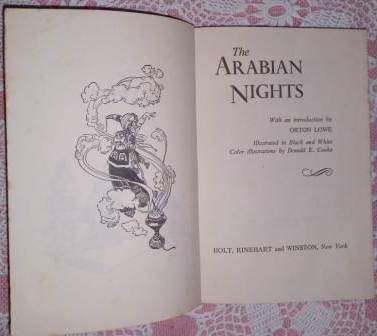 The
ARABIAN
NIGHTS
With an introduction by
ORTON LOWE
Illustrated in Black and White
Color illustrations by Donald E. Cooke
HOLT, RINEHART and WINSTON, New York